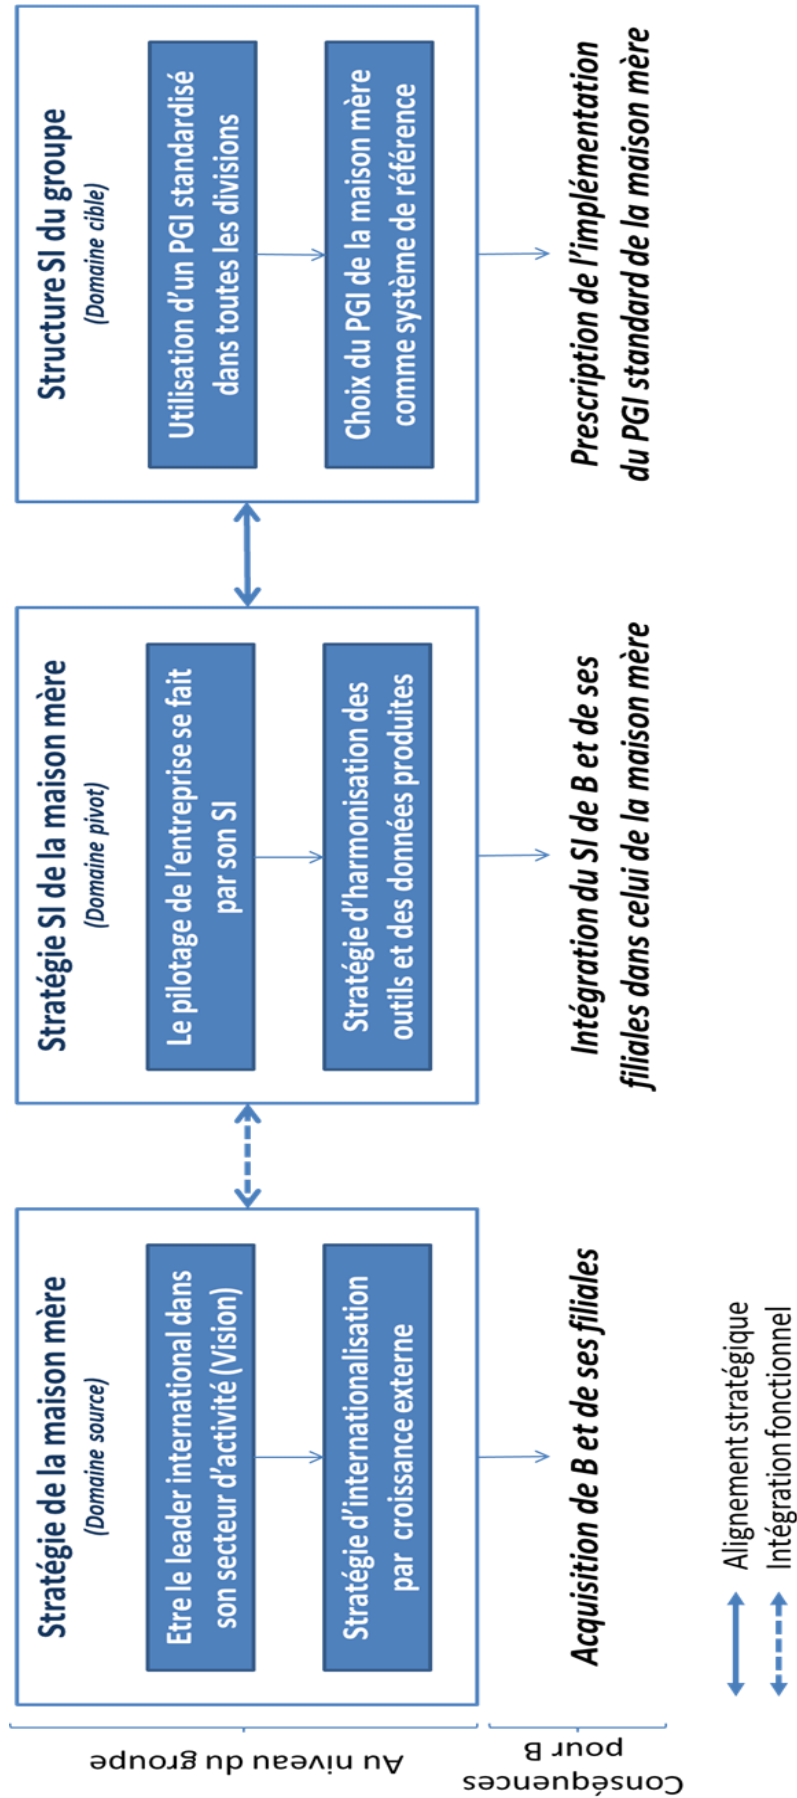 Au niveau du groupe
Stratégie de la maison mère
(Domaine source)
Etre le leader international dans
son secteur d'activité (Vision)
Stratégie d'internationalisation
par croissance externe
Stratégie SI de la maison mère
(Domaine pivot)
Le pilotage de l'entreprise se fait
par son SI
Stratégie d'harmonisation des
outils et des données produites
Structure SI du groupe
(Domaine cible)
Utilisation d'un PGI standardisé
dans toutes les divisions
Choix du PGI de la maison mère
comme système de référence
Conséquences
pour B
Acquisition de B et de ses filiales
Intégration du SI de B et de ses
filiales dans celui de la maison mère
Prescription de l'implémentation
du PGI standard de la maison mère
Alignement stratégique
Intégration fonctionnel